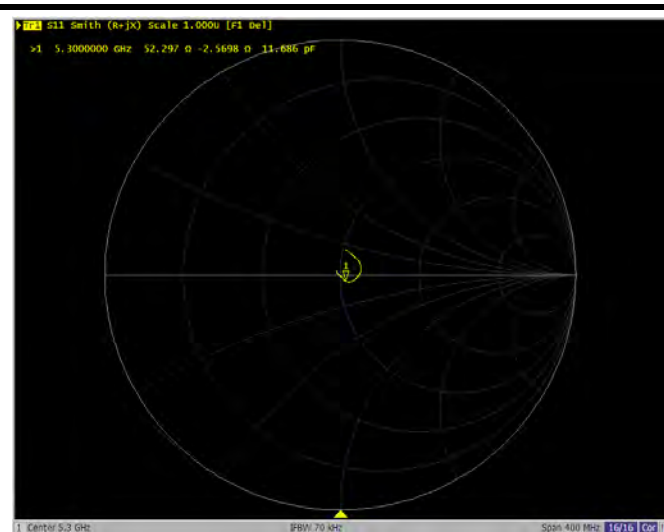 Tr1 S11 Smith (R+jX) Scale 1.000U [F1 Del]
>1 5.3000000 GHz 52.297 Ω -2.5698 Ω 11.686 pF
1
1 Center 5.3 GHz IFBW 70 kHz Span 400 MHz 16/16 Cor